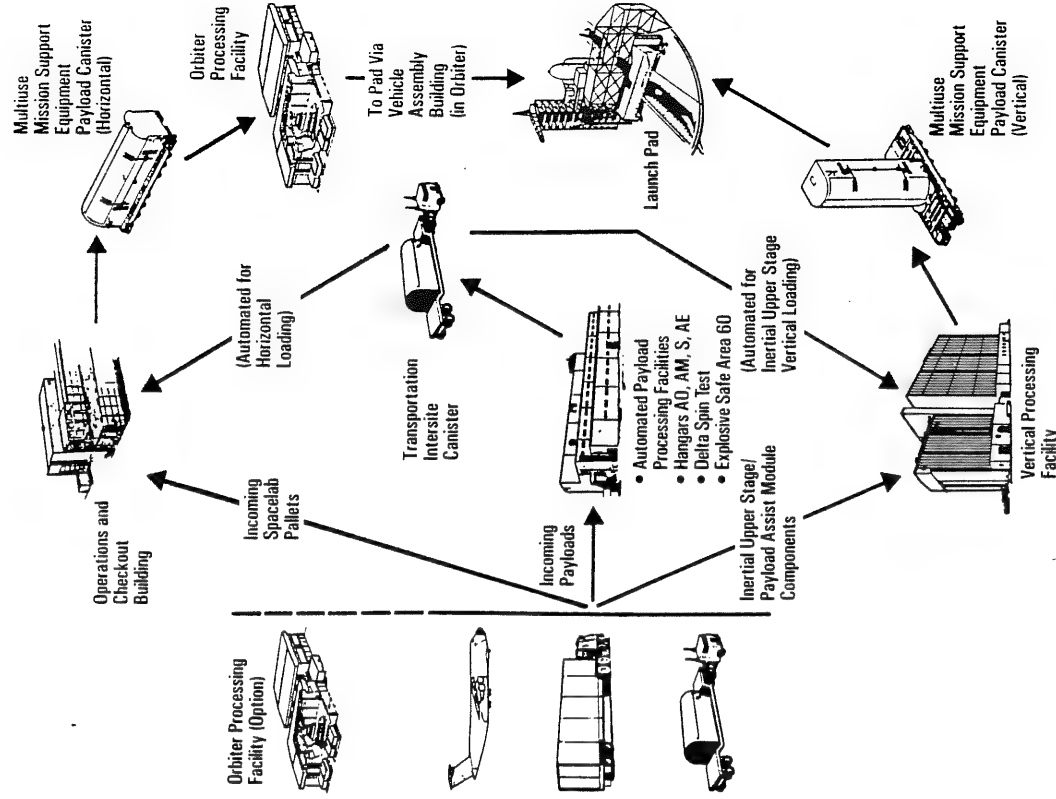 Orbiter Processing
Facility (Option)
Operations and
Checkout
Building
Incoming
Spacelab
Pallets
Incoming
Payloads
Inertial Upper Stage/
Payload Assist Module
Components
Multiuse
Mission Support
Equipment
Payload Canister
(Horizontal)
(Automated for
Horizontal
Loading)
Transportation
Intersite
Canister
• Automated Payload
Processing Facilities
• Hangars AO, AM, S, AE
• Delta Spin Test
• Explosive Safe Area 60
(Automated for
Inertial Upper Stage
Vertical Loading)
Vertical Processing
Facility
Orbiter
Processing
Facility
To Pad Via
Vehicle
Assembly
Building
(in Orbiter)
Launch Pad
Multiuse
Mission Support
Equipment
Payload Canister
(Vertical)